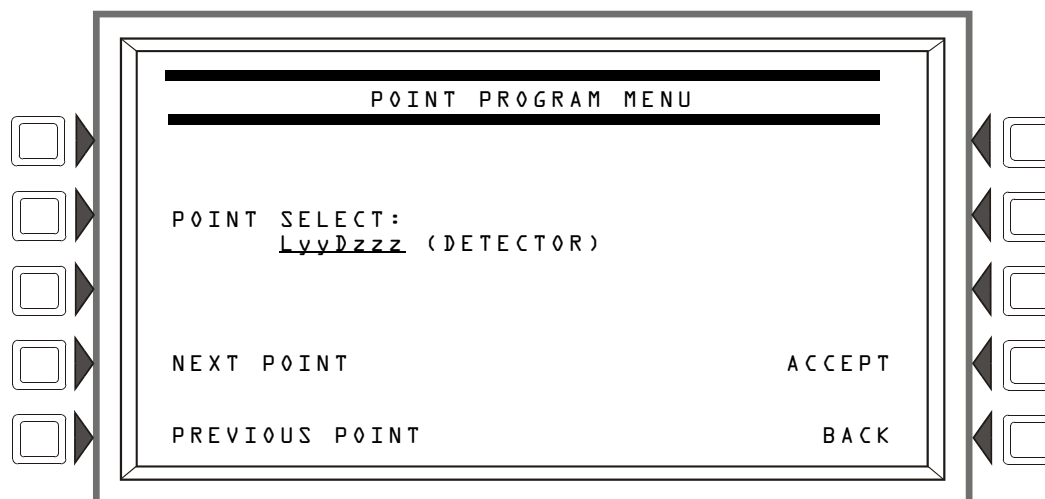 POINT PROGRAM MENU
POINT SELECT:
LyyDzzz (DETECTOR)
NEXT POINT ACCEPT
PREVIOUS POINT BACK